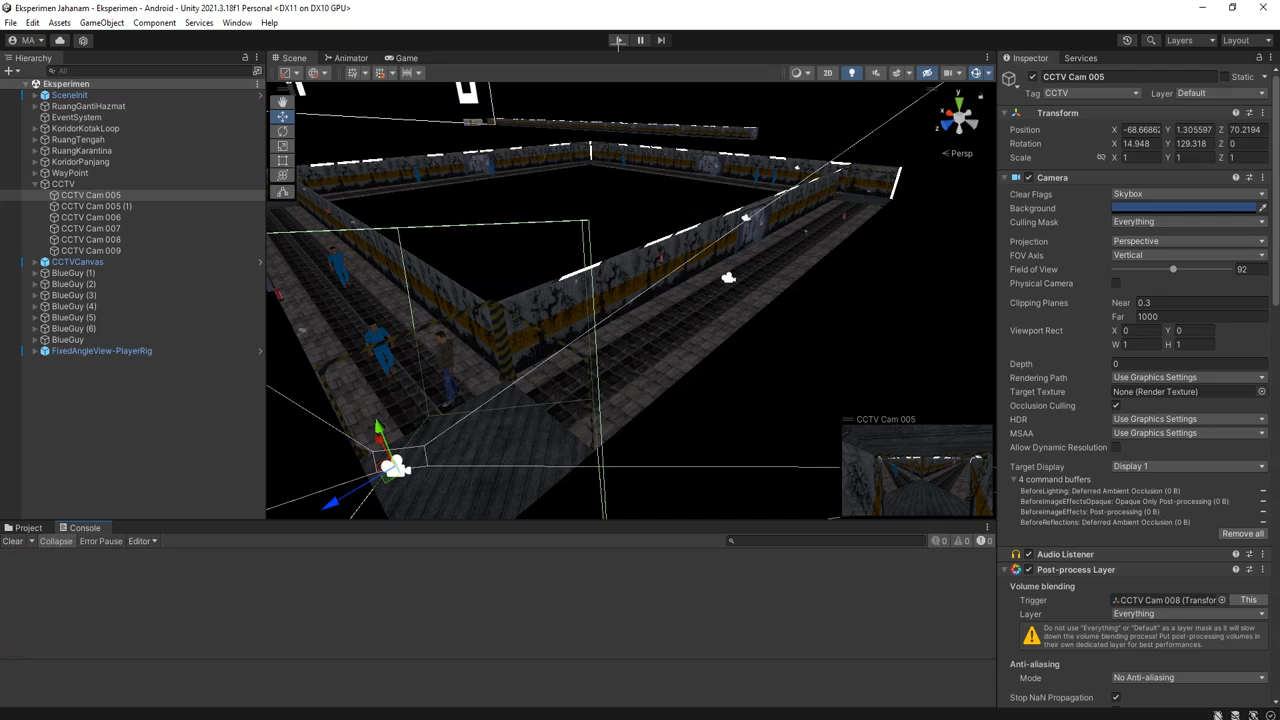 Eksperimen Jahanam - Eksperimen - Android - Unity 2021.3.18f1 Personal <DX11 on DX10 GPU>
File Edit Assets GameObject Component Services Window Help
MA Layers Layout
Hierarchy
All
Eksperimen
SceneInit
RuangGantiHazmat
EventSystem
KoridorKotakLoop
RuangTengah
RuangKarantina
KoridorPanjang
WayPoint
CCTV
CCTV Cam 005
CCTV Cam 005 (1)
CCTV Cam 006
CCTV Cam 007
CCTV Cam 008
CCTV Cam 009
CCTVCanvas
BlueGuy (1)
BlueGuy (2)
BlueGuy (3)
BlueGuy (4)
BlueGuy (5)
BlueGuy (6)
BlueGuy
FixedAngleView-PlayerRig
Scene Animator Game
2D
y
x
z
Persp
CCTV Cam 005
Project Console
Clear Collapse Error Pause Editor 0 0 0
Inspector Services
CCTV Cam 005 Static
Tag CCTV Layer Default
Transform
Position X -68.6686 Y 1.305597 Z 70.2194
Rotation X 14.948 Y 129.318 Z 0
Scale X 1 Y 1 Z 1
Camera
Clear Flags Skybox
Background
Culling Mask Everything
Projection Perspective
FOV Axis Vertical
Field of View 92
Physical Camera
Clipping Planes Near 0.3
Far 1000
Viewport Rect X 0 Y 0
W 1 H 1
Depth 0
Rendering Path Use Graphics Settings
Target Texture None (Render Texture)
Occlusion Culling
HDR Use Graphics Settings
MSAA Use Graphics Settings
Allow Dynamic Resolution
Target Display Display 1
4 command buffers
BeforeLighting: Deferred Ambient Occlusion (0 B)
BeforeImageEffectsOpaque: Opaque Only Post-processing (0 B)
BeforeImageEffects: Post-processing (0 B)
BeforeReflections: Deferred Ambient Occlusion (0 B)
Remove all
Audio Listener
Post-process Layer
Volume blending
Trigger CCTV Cam 008 (Transfor This
Layer Everything
Do not use "Everything" or "Default" as a layer mask as it will slow
down the volume blending process! Put post-processing volumes in
their own dedicated layer for best performances.
Anti-aliasing
Mode No Anti-aliasing
Stop NaN Propagation